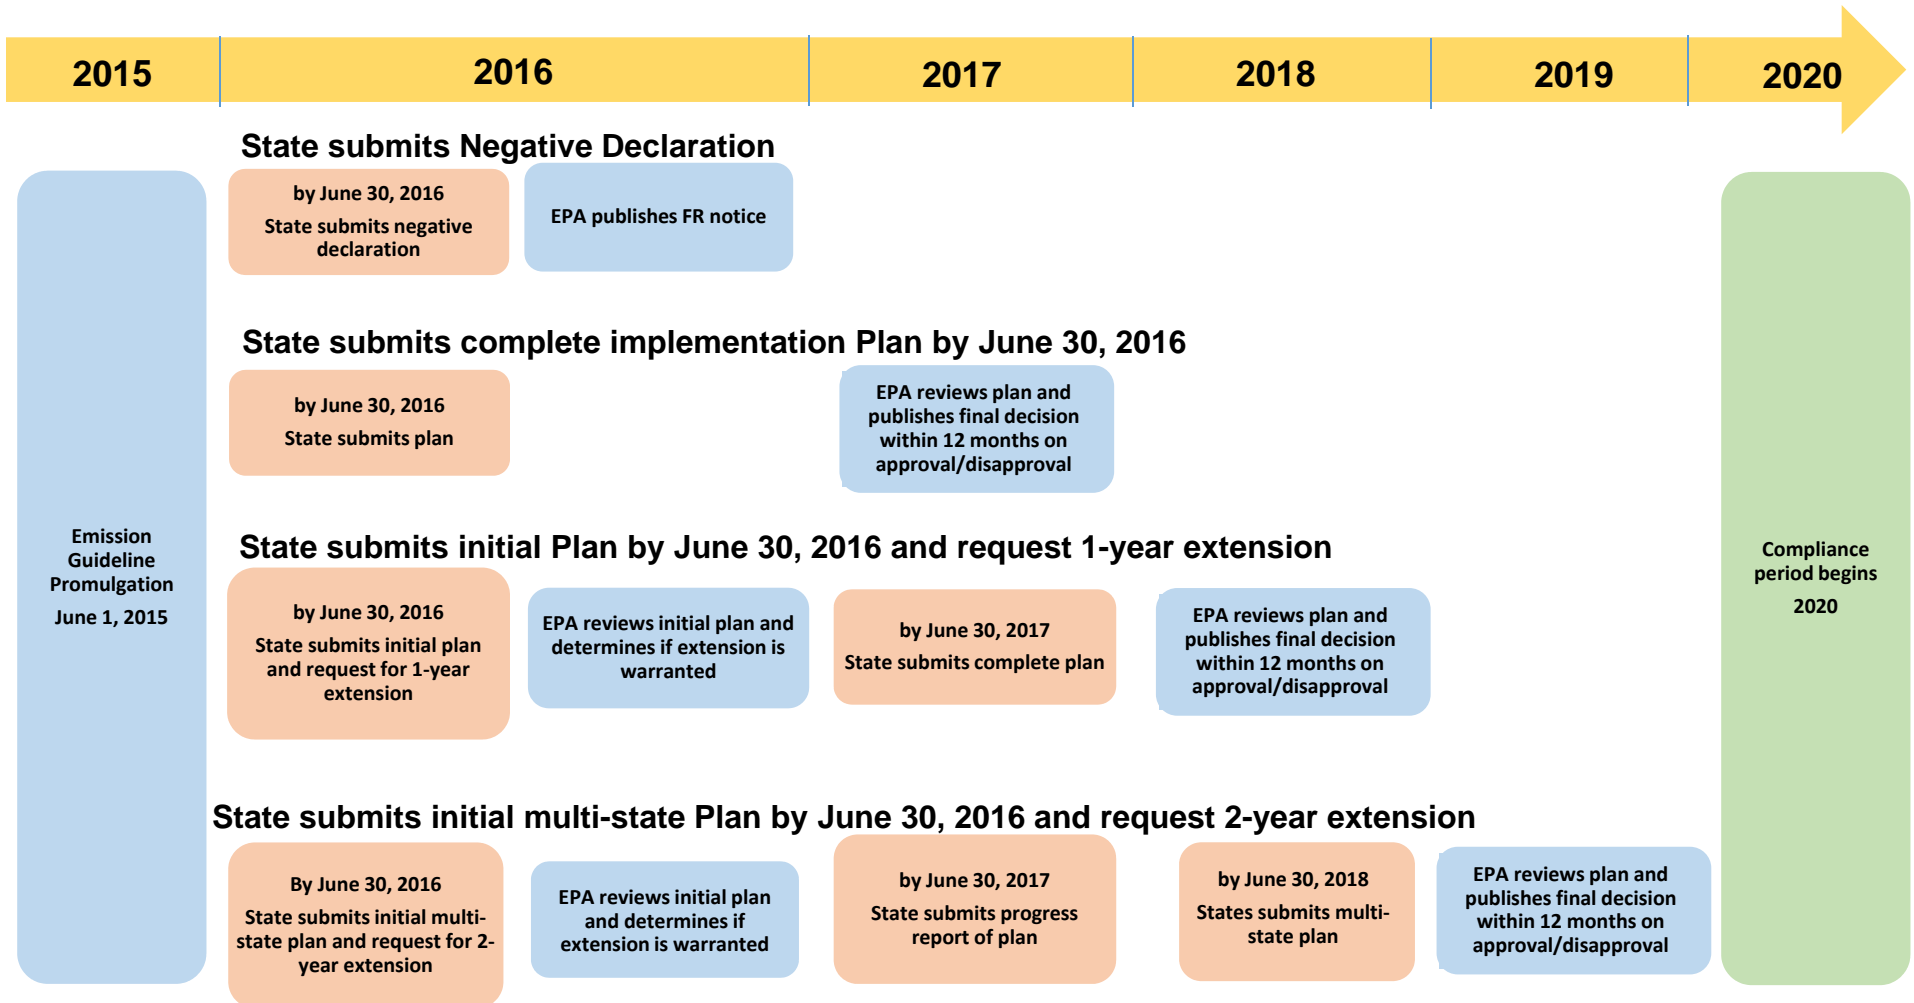 2015
2016
2017
2018
2019
2020
Emission
Guideline
Promulgation
June 1, 2015
State submits Negative Declaration
by June 30, 2016
State submits negative
declaration
EPA publishes FR notice
State submits complete implementation Plan by June 30, 2016
by June 30, 2016
State submits plan
EPA reviews plan and
publishes final decision
within 12 months on
approval/disapproval
State submits initial Plan by June 30, 2016 and request 1-year extension
by June 30, 2016
State submits initial plan
and request for 1-year
extension
EPA reviews initial plan and
determines if extension is
warranted
by June 30, 2017
State submits complete plan
EPA reviews plan and
publishes final decision
within 12 months on
approval/disapproval
State submits initial multi-state Plan by June 30, 2016 and request 2-year extension
By June 30, 2016
State submits initial multi-
state plan and request for 2-
year extension
EPA reviews initial plan
and determines if
extension is warranted
by June 30, 2017
State submits progress
report of plan
by June 30, 2018
States submits multi-
state plan
EPA reviews plan and
publishes final decision
within 12 months on
approval/disapproval
Compliance
period begins
2020